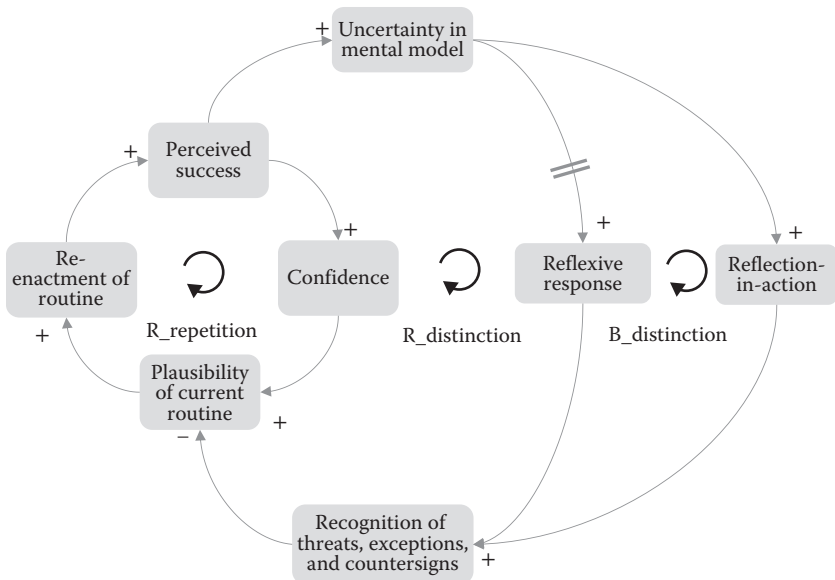 +
Uncertainty in
mental model
+
Perceived
success
+
+
+
Re-
enactment of
routine
Confidence
Reflexive
response
Reflection-
in-action
R_repetition
R_distinction
B_distinction
+
Plausibility
of current
routine
+
−
Recognition of
threats, exceptions,
and countersigns
+